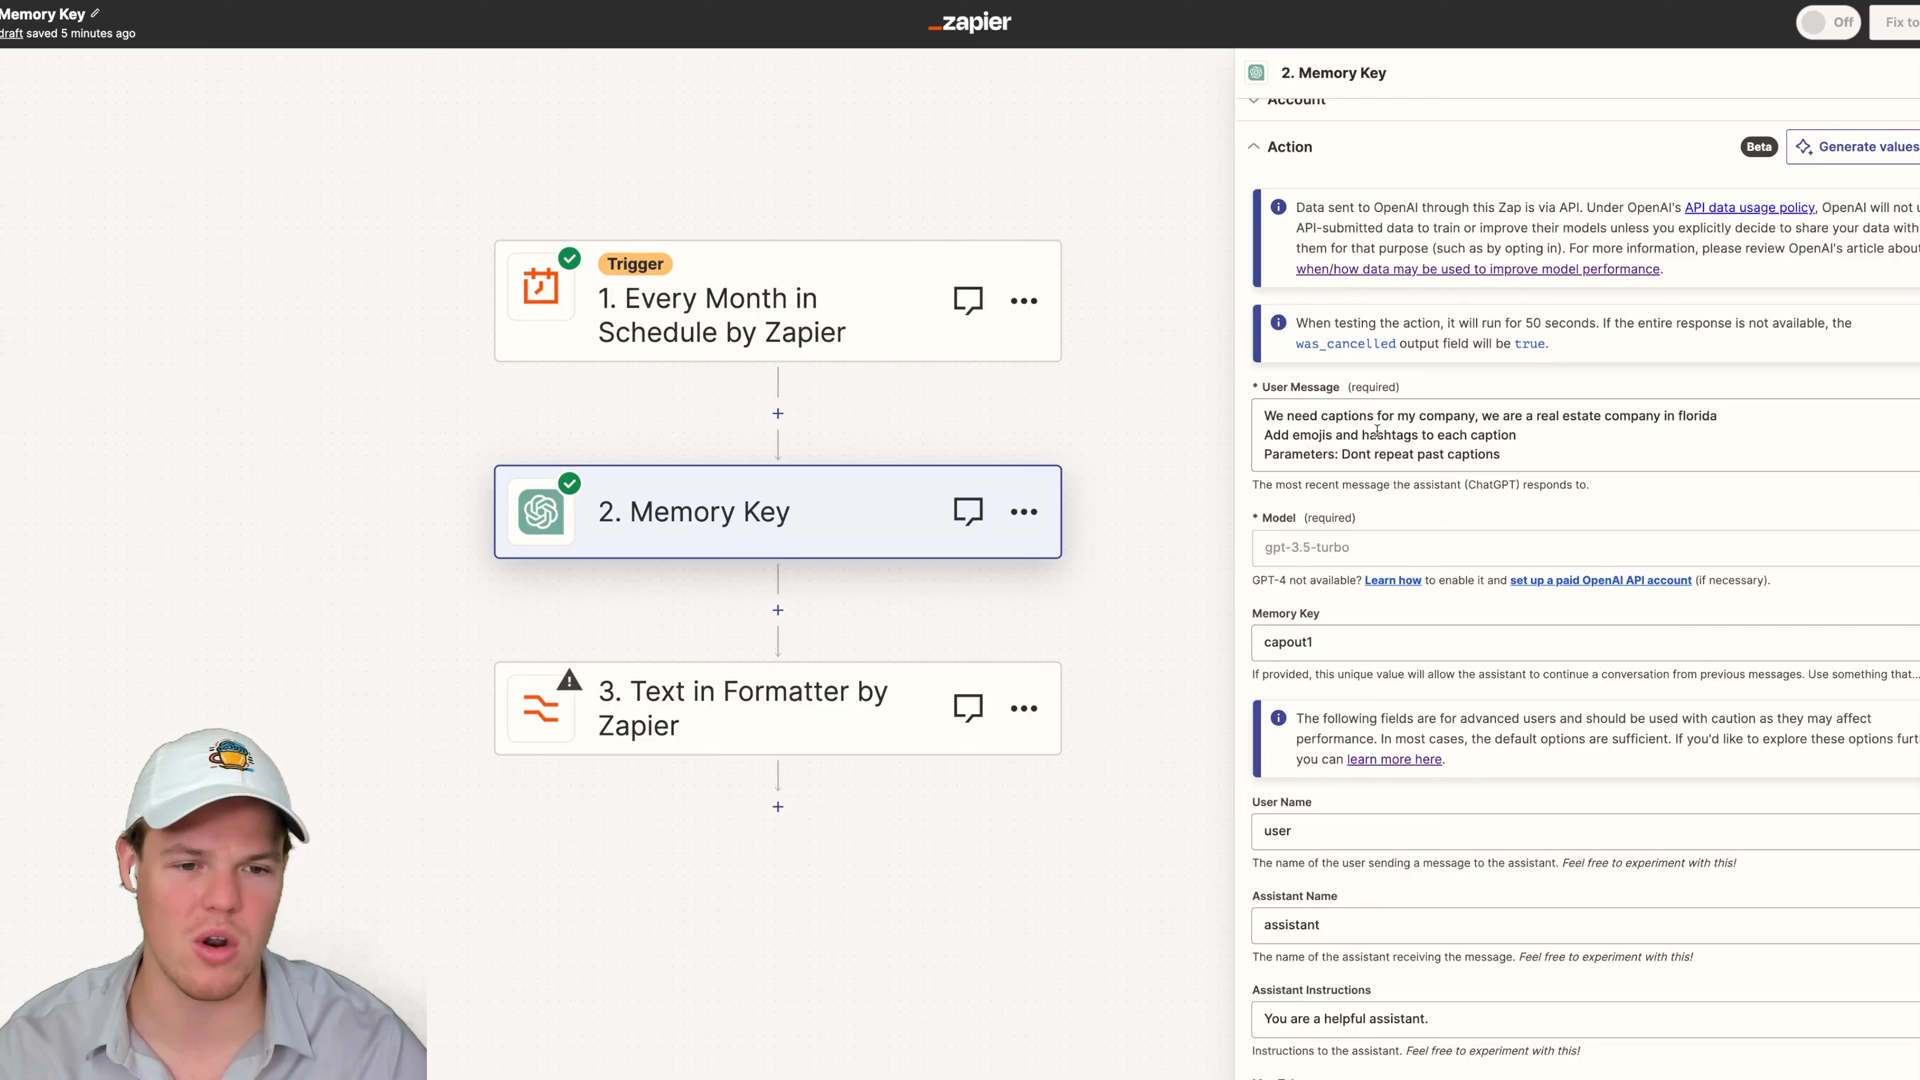 Memory Key
draft saved 5 minutes ago
zapier
Off
Fix to
Trigger
1. Every Month in
Schedule by Zapier
2. Memory Key
3. Text in Formatter by
Zapier
2. Memory Key
Account
Action
Beta
Generate values
Data sent to OpenAI through this Zap is via API. Under OpenAI's API data usage policy, OpenAI will not
API-submitted data to train or improve their models unless you explicitly decide to share your data with
them for that purpose (such as by opting in). For more information, please review OpenAI's article about
when/how data may be used to improve model performance.
When testing the action, it will run for 50 seconds. If the entire response is not available, the
was_cancelled output field will be true.
* User Message (required)
We need captions for my company, we are a real estate company in florida
Add emojis and hashtags to each caption
Parameters: Dont repeat past captions
The most recent message the assistant (ChatGPT) responds to.
* Model (required)
gpt-3.5-turbo
GPT-4 not available? Learn how to enable it and set up a paid OpenAI API account (if necessary).
Memory Key
capout1
If provided, this unique value will allow the assistant to continue a conversation from previous messages. Use something that...
The following fields are for advanced users and should be used with caution as they may affect
performance. In most cases, the default options are sufficient. If you'd like to explore these options
you can learn more here.
User Name
user
The name of the user sending a message to the assistant. Feel free to experiment with this!
Assistant Name
assistant
The name of the assistant receiving the message. Feel free to experiment with this!
Assistant Instructions
You are a helpful assistant.
Instructions to the assistant. Feel free to experiment with this!